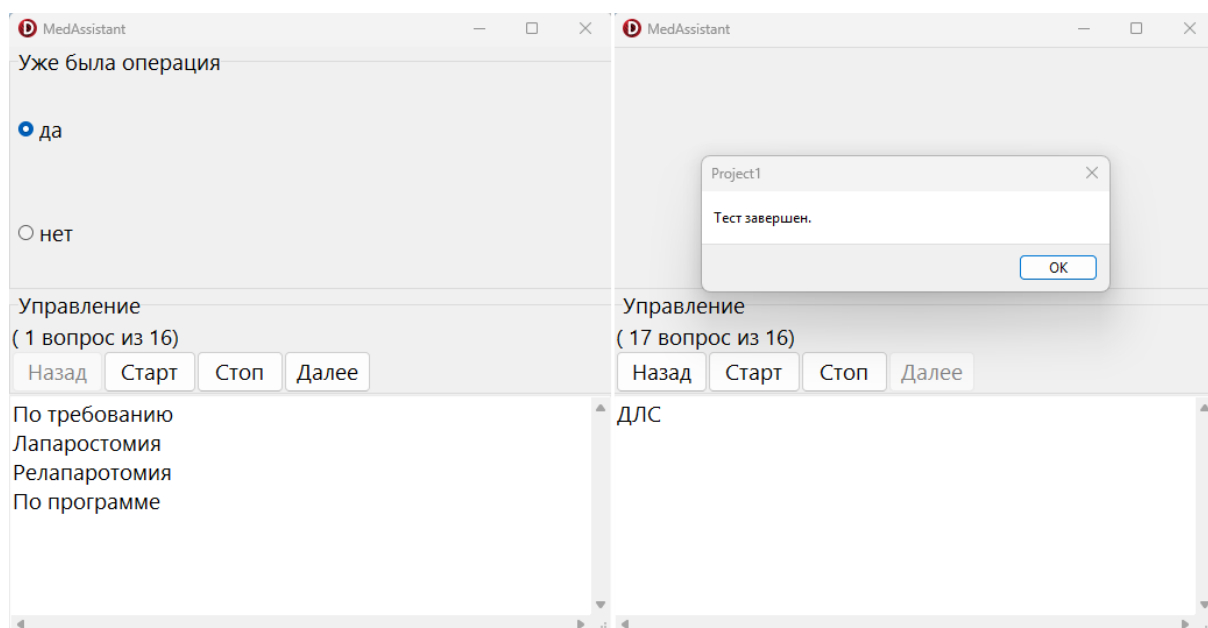 MedAssistant
Уже была операция
да
нет
Управление
( 1 вопрос из 16)
Назад Старт Стоп Далее
По требованию
Лапаростомия
Релапаротомия
По программе
MedAssistant
Project1
Тест завершен.
OK
Управление
( 17 вопрос из 16)
Назад Старт Стоп Далее
ДЛС